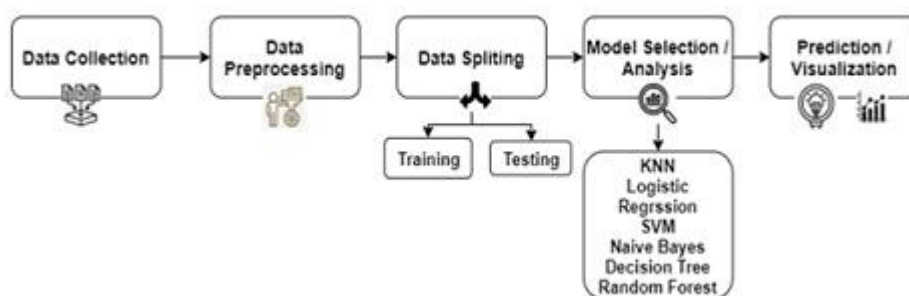 Data Collection
Data
Preprocessing
Data Spliting
Model Selection /
Analysis
Prediction /
Visualization
Training
Testing
KNN
Logistic
Regrssion
SVM
Naive Bayes
Decision Tree
Random Forest